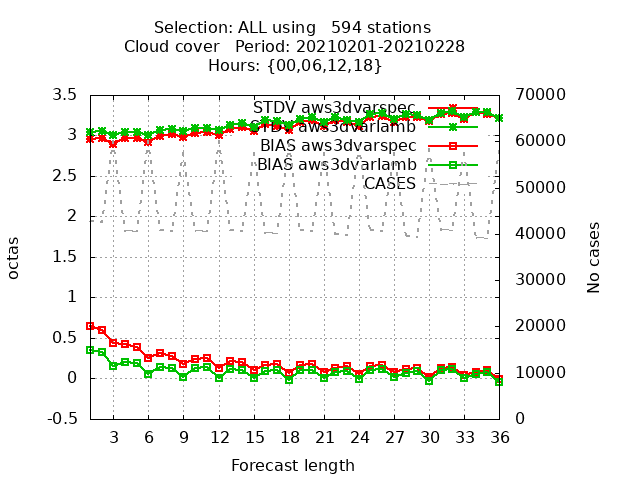 Selection: ALL using   594 stations
Cloud cover   Period: 20210201-20210228
Hours: {00,06,12,18}
STDV aws3dvarspec
STDV aws3dvarlamb
BIAS aws3dvarspec
BIAS aws3dvarlamb
CASES
3.5
3
2.5
2
1.5
1
0.5
0
-0.5
octas
70000
60000
50000
40000
30000
20000
10000
0
No cases
3 6 9 12 15 18 21 24 27 30 33 36
Forecast length